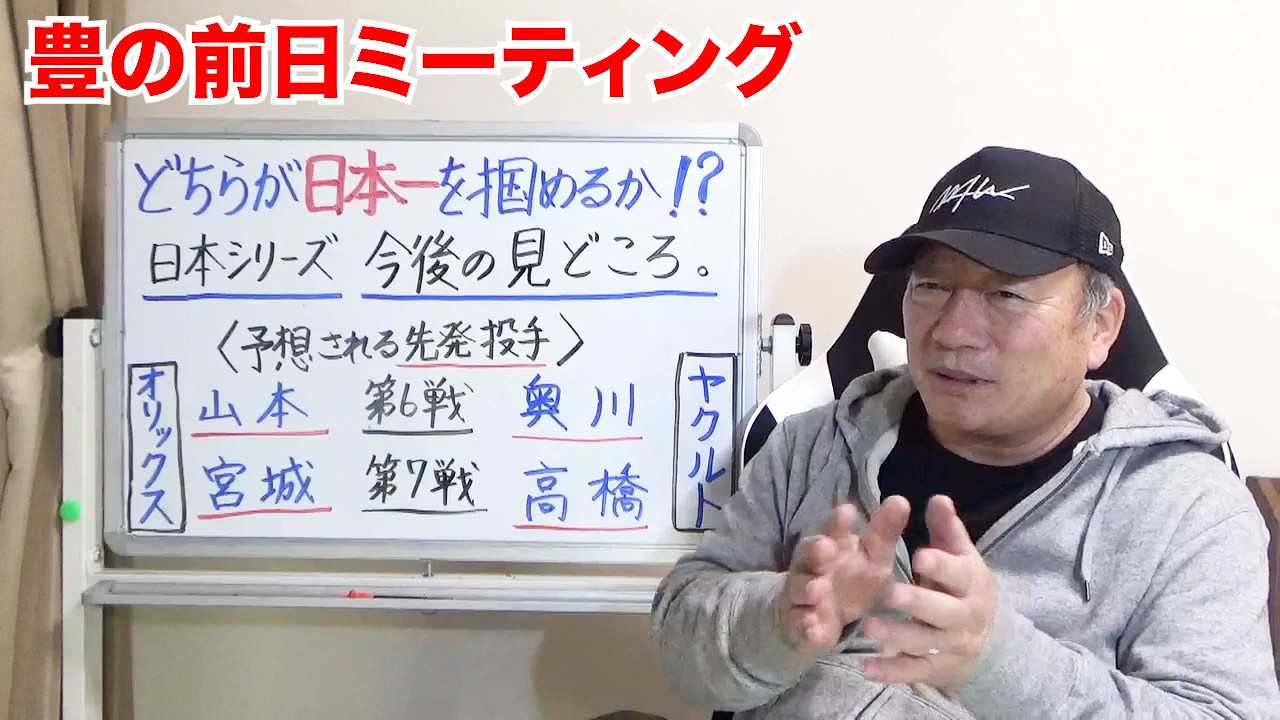 豊の前日ミーティング
どちらが日本一を掴めるか!?
日本シリーズ 今後の見どころ。
〈予想される先発投手〉
オリックス
ヤクルト
山本 第6戦 奥川
宮城 第7戦 高橋